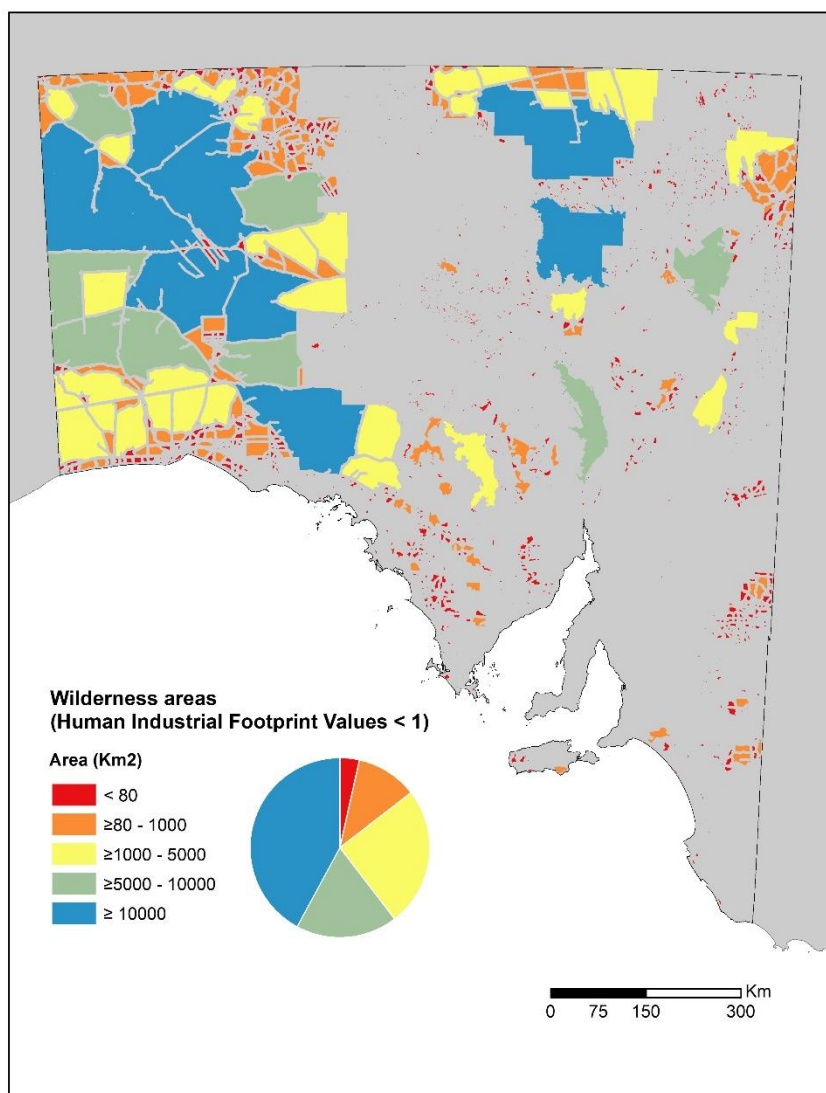 Wilderness areas
(Human Industrial Footprint Values < 1)
Area (Km2)
< 80
≥80 - 1000
≥1000 - 5000
≥5000 - 10000
≥ 10000
Km
0 75 150 300